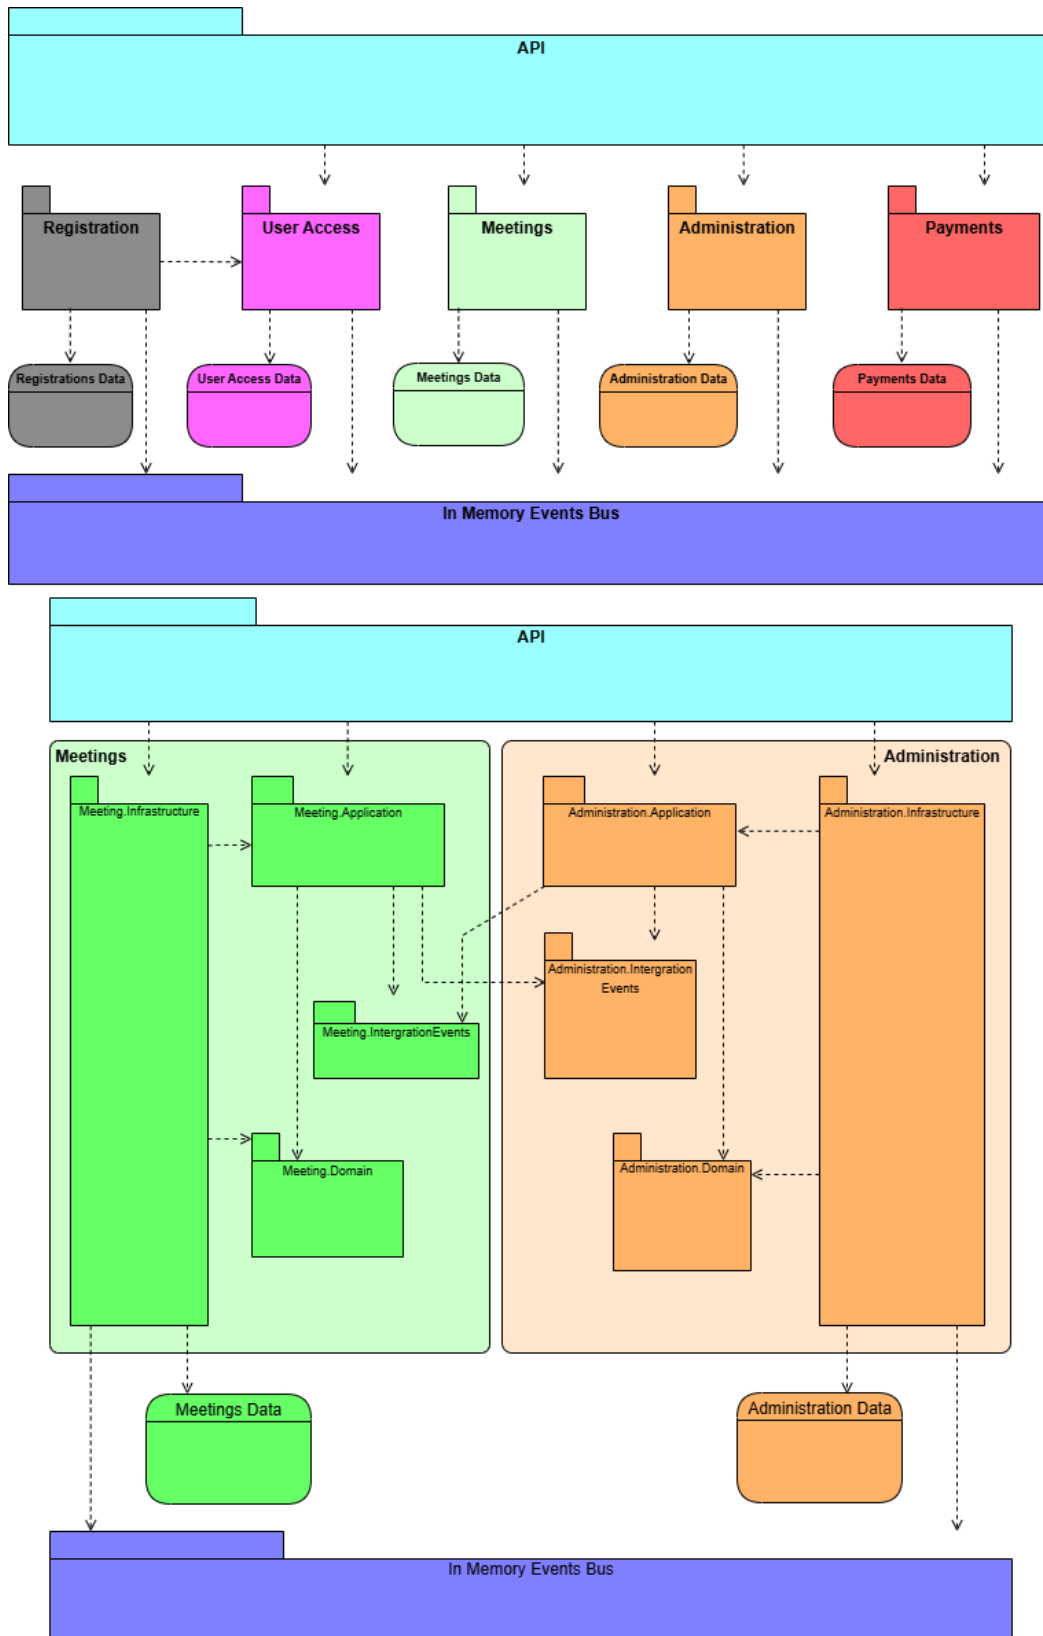 API
Registration
User Access
Meetings
Administration
Payments
Registrations Data
User Access Data
Meetings Data
Administration Data
Payments Data
In Memory Events Bus
API
Meetings
Administration
Meeting.Infrastructure
Meeting.Application
Administration.Application
Administration.Infrastructure
Administration.Intergration
Events
Meeting.IntergrationEvents
Meeting.Domain
Administration.Domain
Meetings Data
Administration Data
In Memory Events Bus